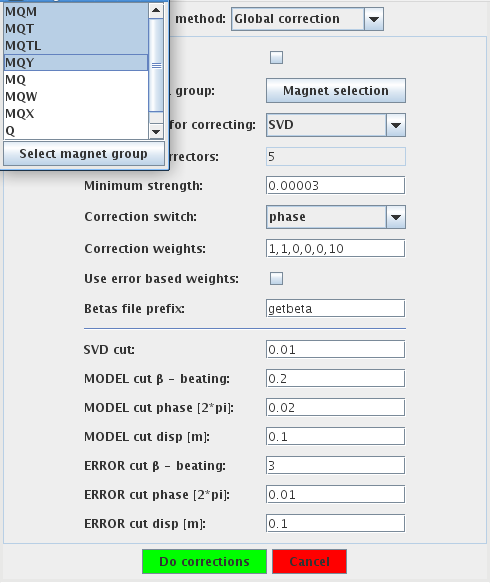 MQM
MQT
MQTL
MQY
MQ
MQW
MQX
Q
Select magnet group
method: Global correction
group: Magnet selection
for correcting: SVD
rrectors: 5
Minimum strength: 0.00003
Correction switch: phase
Correction weights: 1,1,0,0,0,10
Use error based weights:
Betas file prefix: getbeta
SVD cut: 0.01
MODEL cut β - beating: 0.2
MODEL cut phase [2*pi]: 0.02
MODEL cut disp [m]: 0.1
ERROR cut β - beating: 3
ERROR cut phase [2*pi]: 0.01
ERROR cut disp [m]: 0.1
Do corrections Cancel